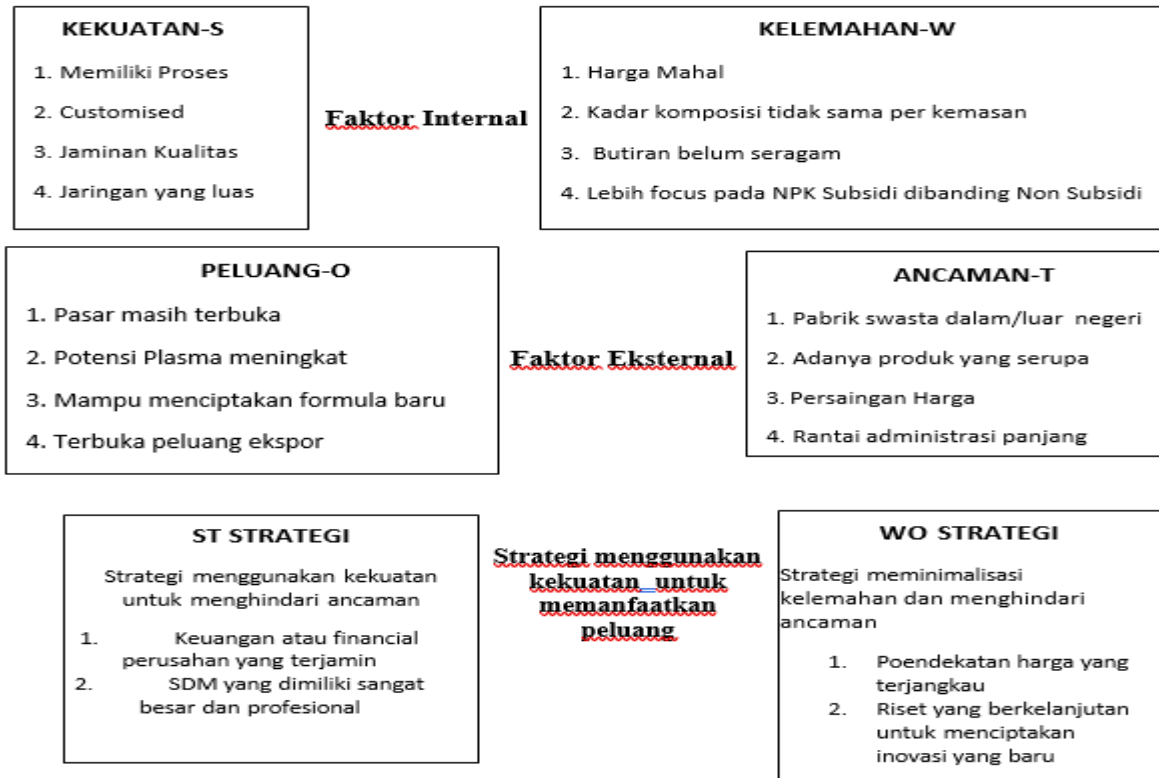 KEKUATAN-S
1. Memiliki Proses
2. Customised
3. Jaminan Kualitas
4. Jaringan yang luas
Faktor Internal
KELEMAHAN-W
1. Harga Mahal
2. Kadar komposisi tidak sama per kemasan
3. Butiran belum seragam
4. Lebih focus pada NPK Subsidi dibanding Non Subsidi
PELUANG-O
1. Pasar masih terbuka
2. Potensi Plasma meningkat
3. Mampu menciptakan formula baru
4. Terbuka peluang ekspor
Faktor Eksternal
ANCAMAN-T
1. Pabrik swasta dalam/luar negeri
2. Adanya produk yang serupa
3. Persaingan Harga
4. Rantai administrasi panjang
ST STRATEGI
Strategi menggunakan kekuatan
untuk menghindari ancaman
1. Keuangan atau financial
perusahan yang terjamin
2. SDM yang dimiliki sangat
besar dan profesional
Strategi menggunakan
kekuatan untuk
memanfaatkan
peluang
WO STRATEGI
Strategi meminimalisasi
kelemahan dan menghindari
ancaman
1. Poendekatan harga yang
terjangkau
2. Riset yang berkelanjutan
untuk menciptakan
inovasi yang baru